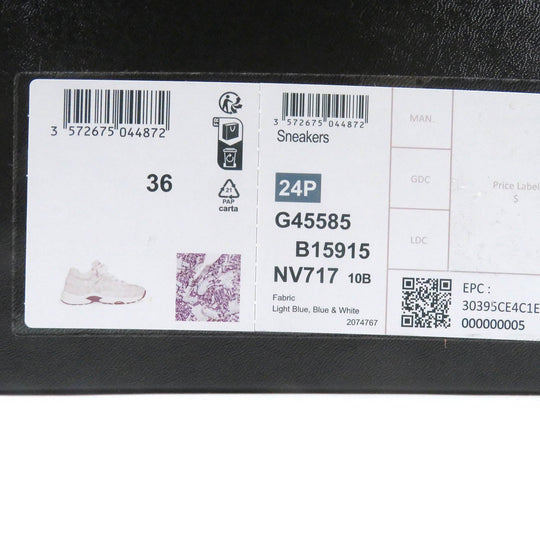 3 572675 044872
36
21
PAP
carta
3 572675 044872
Sneakers
24P
G45585
B15915
NV717 10B
Fabric
Light Blue, Blue & White
2074767
MAN.
GDC
LDC
Price Label
$
EPC :
30395CE4C1E
000000005